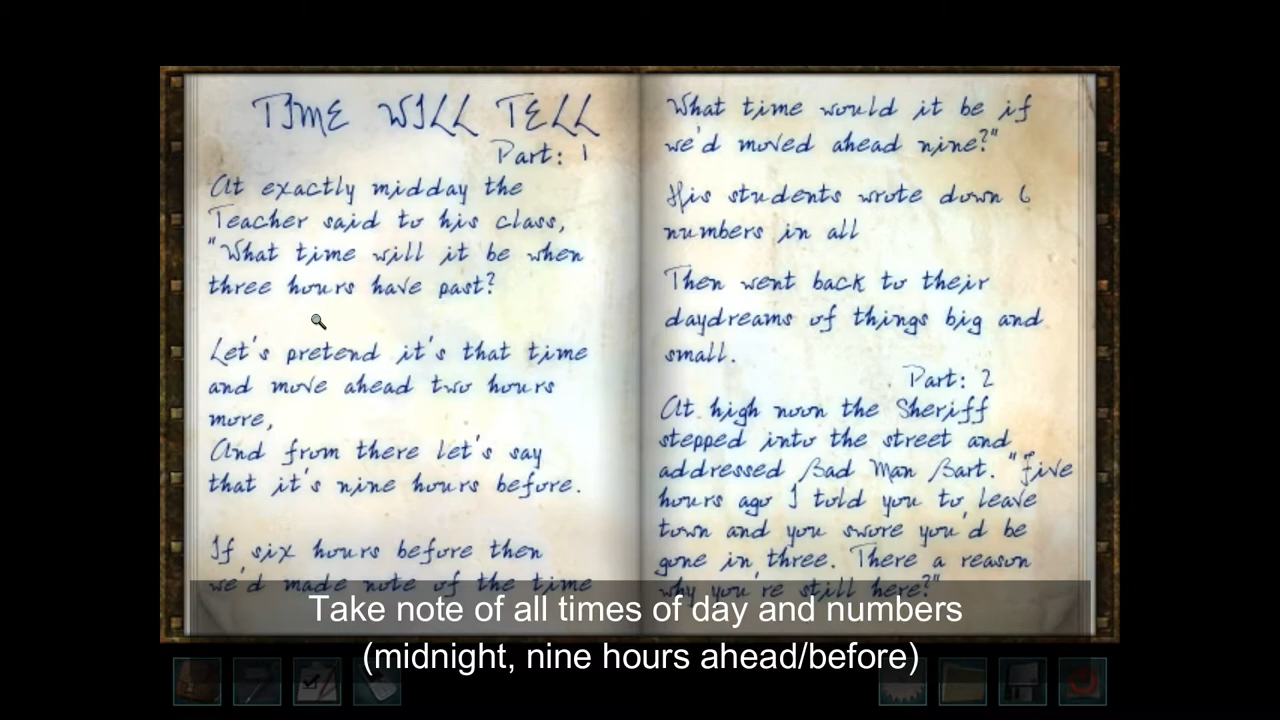 TIME WILL TELL
Part: 1
At exactly midday the
Teacher said to his class,
"What time will it be when
three hours have past?
Let's pretend it's that time
and move ahead two hours
more,
And from there let's say
that it's nine hours before.
If six hours before then
we'd made note of the time
What time would it be if
we'd moved ahead nine?"
His students wrote down 6
numbers in all
Then went back to their
daydreams of things big and
small.
Part: 2
At high noon the Sheriff
stepped into the street and
addressed Bad Man Bart. "Five
hours ago I told you to leave
town and you swore you'd be
gone in three. There a reason
why you're still here?"
Take note of all times of day and numbers
(midnight, nine hours ahead/before)